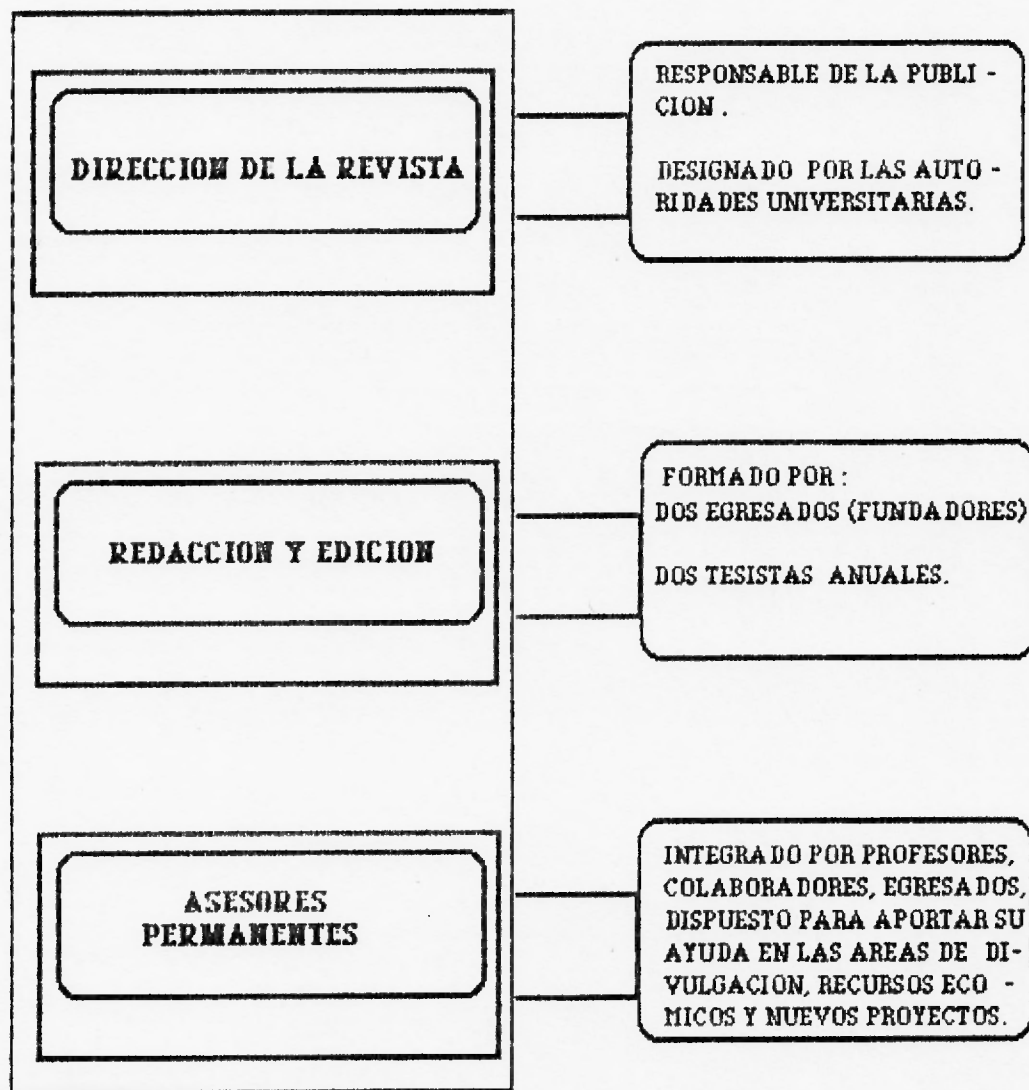 DIRECCION DE LA REVISTA
RESPONSABLE DE LA PUBLI -
CION .
DESIGNADO POR LAS AUTO -
RIDADES UNIVERSITARIAS.
REDACCION Y EDICION
FORMADO POR :
DOS EGRESADOS (FUNDADORES)
DOS TESISTAS ANUALES.
ASESORES
PERMANENTES
INTEGRADO POR PROFESORES,
COLABORADORES, EGRESADOS,
DISPUESTO PARA APORTAR SU
AYUDA EN LAS AREAS DE DI-
VULGACION, RECURSOS ECO -
MICOS Y NUEVOS PROYECTOS.